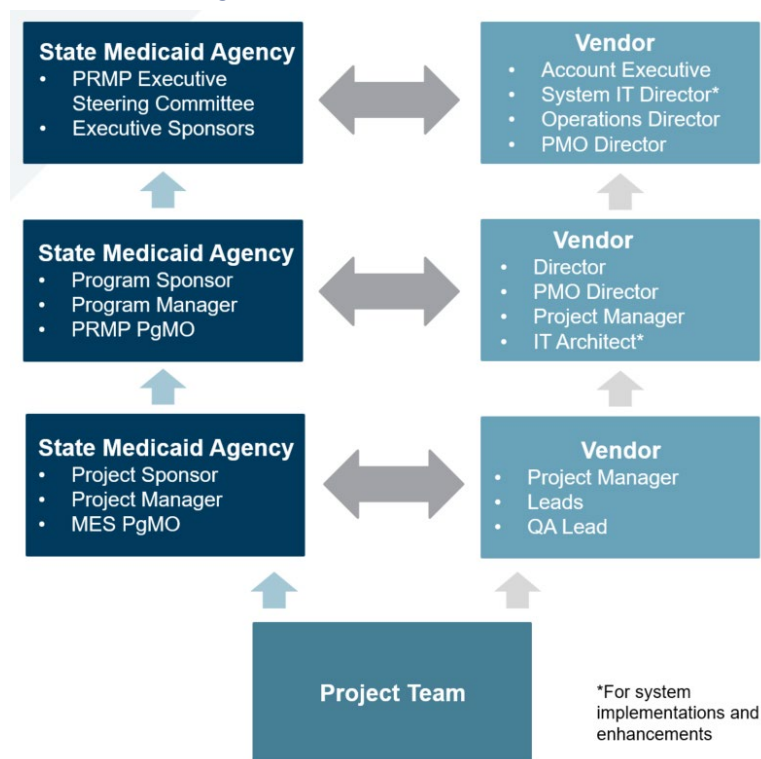 State Medicaid Agency
• PRMP Executive
Steering Committee
• Executive Sponsors
Vendor
• Account Executive
• System IT Director*
• Operations Director
• PMO Director
State Medicaid Agency
• Program Sponsor
• Program Manager
• PRMP PgMO
Vendor
• Director
• PMO Director
• Project Manager
• IT Architect*
State Medicaid Agency
• Project Sponsor
• Project Manager
• MES PgMO
Vendor
• Project Manager
• Leads
• QA Lead
Project Team
*For system
implementations and
enhancements